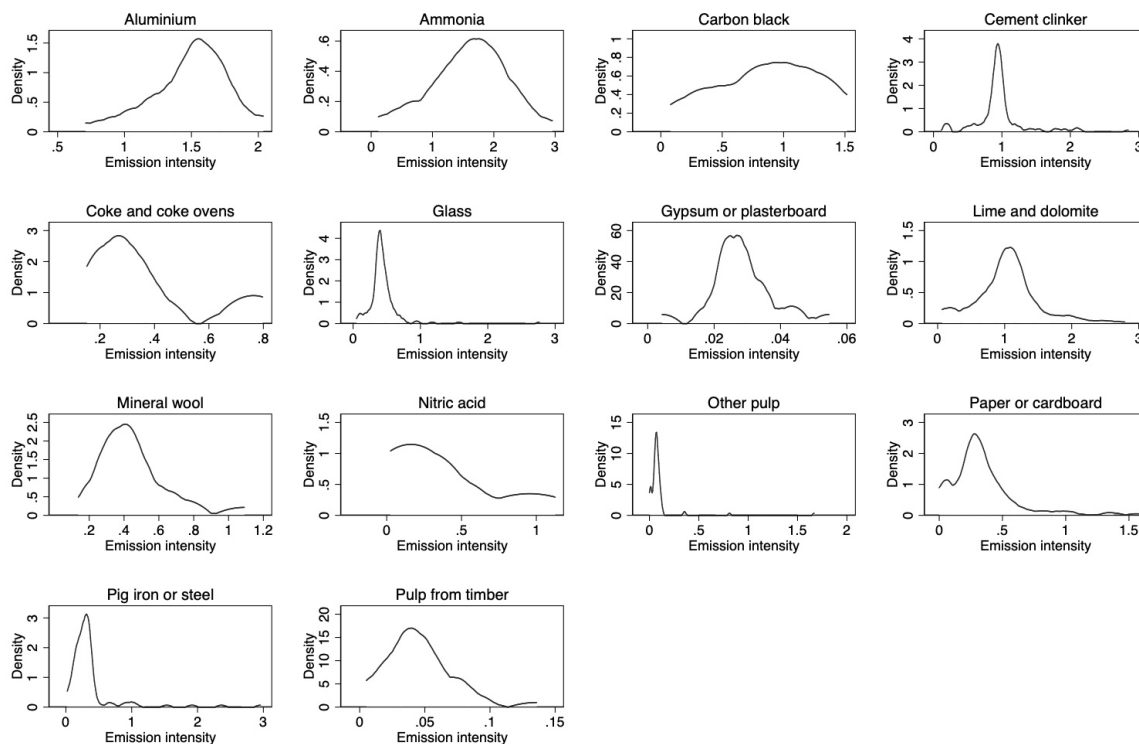 Aluminium
Density
0 .5 1 1.5
.5 1 1.5 2
Emission intensity
Ammonia
Density
0 .2 .4 .6
0 1 2 3
Emission intensity
Carbon black
Density
0 .2 .4 .6 .8 1
0 .5 1 1.5
Emission intensity
Cement clinker
Density
0 1 2 3 4
0 1 2 3
Emission intensity
Coke and coke ovens
Density
0 1 2 3
.2 .4 .6 .8
Emission intensity
Glass
Density
0 1 2 3 4
0 1 2 3
Emission intensity
Gypsum or plasterboard
Density
0 20 40 60
0 .02 .04 .06
Emission intensity
Lime and dolomite
Density
0 .5 1 1.5
0 1 2 3
Emission intensity
Mineral wool
Density
0 .5 1 1.5 2 2.5
.2 .4 .6 .8 1 1.2
Emission intensity
Nitric acid
Density
0 .5 1 1.5
0 .5 1
Emission intensity
Other pulp
Density
0 5 10 15
0 .5 1 1.5 2
Emission intensity
Paper or cardboard
Density
0 1 2 3
0 .5 1 1.5
Emission intensity
Pig iron or steel
Density
0 1 2 3
0 1 2 3
Emission intensity
Pulp from timber
Density
0 5 10 15 20
0 .05 .1 .15
Emission intensity